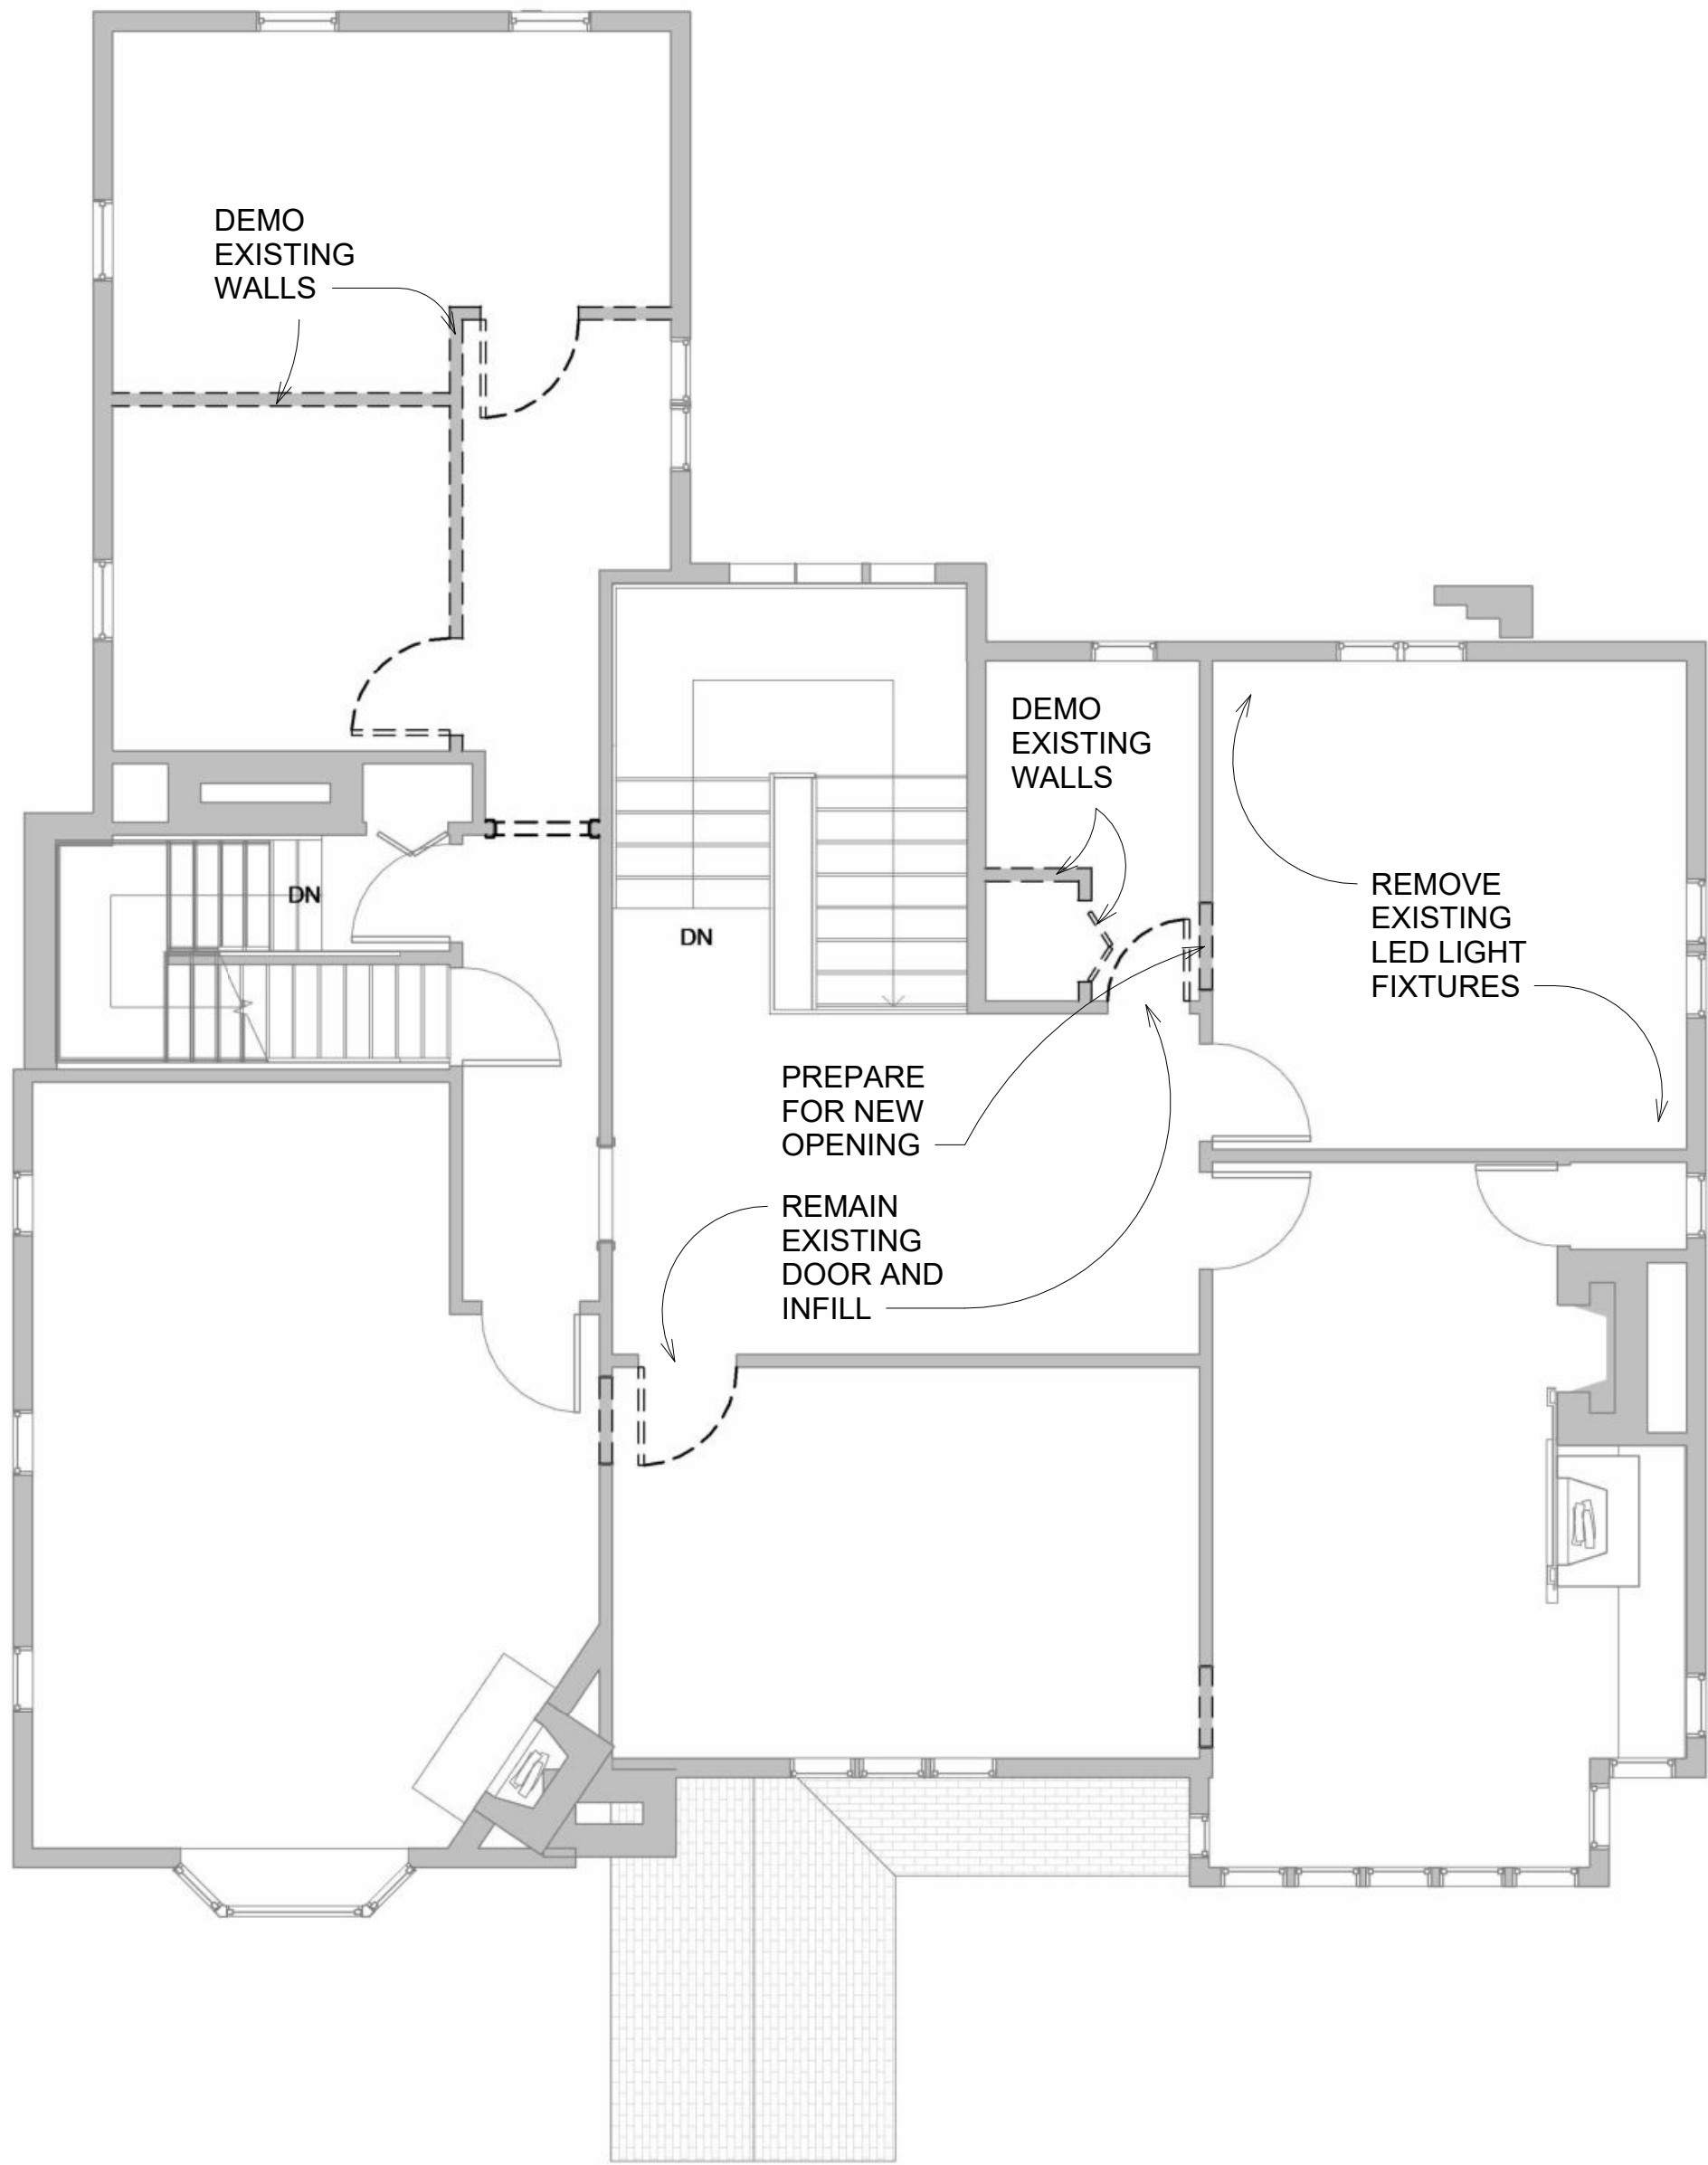 DEMO
EXISTING
WALLS
DEMO
EXISTING
WALLS
DN
DN
REMOVE
EXISTING
LED LIGHT
FIXTURES
PREPARE
FOR NEW
OPENING
REMAIN
EXISTING
DOOR AND
INFILL